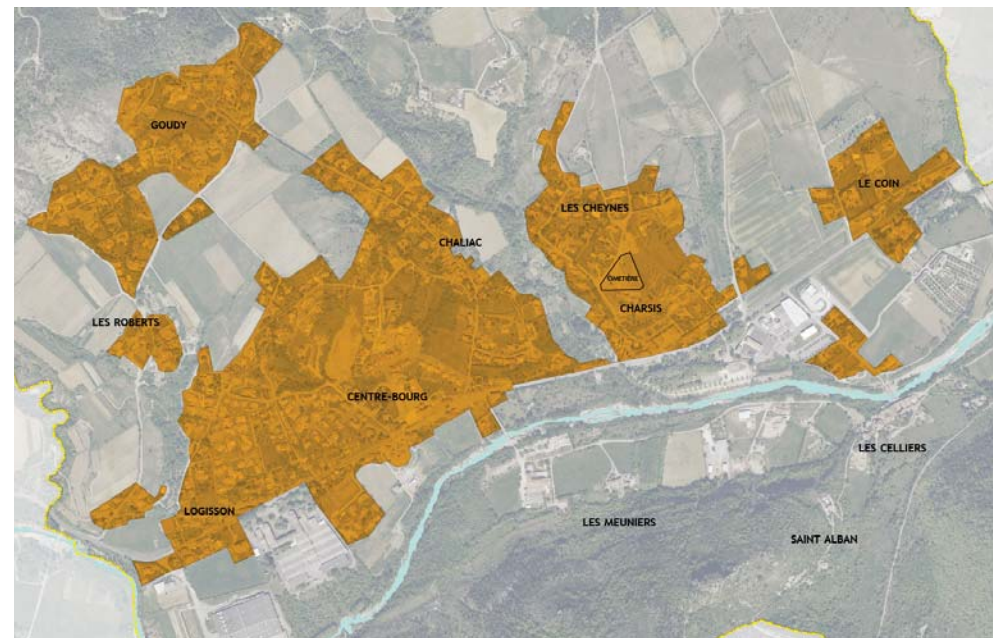 GOUDY
LE COIN
LES CHEYNES
CHALIAC
CIMETIÈRE
CHARSIS
LES ROBERTS
CENTRE-BOURG
LES CELLIERS
LOGISSON
LES MEUNIERS
SAINT ALBAN